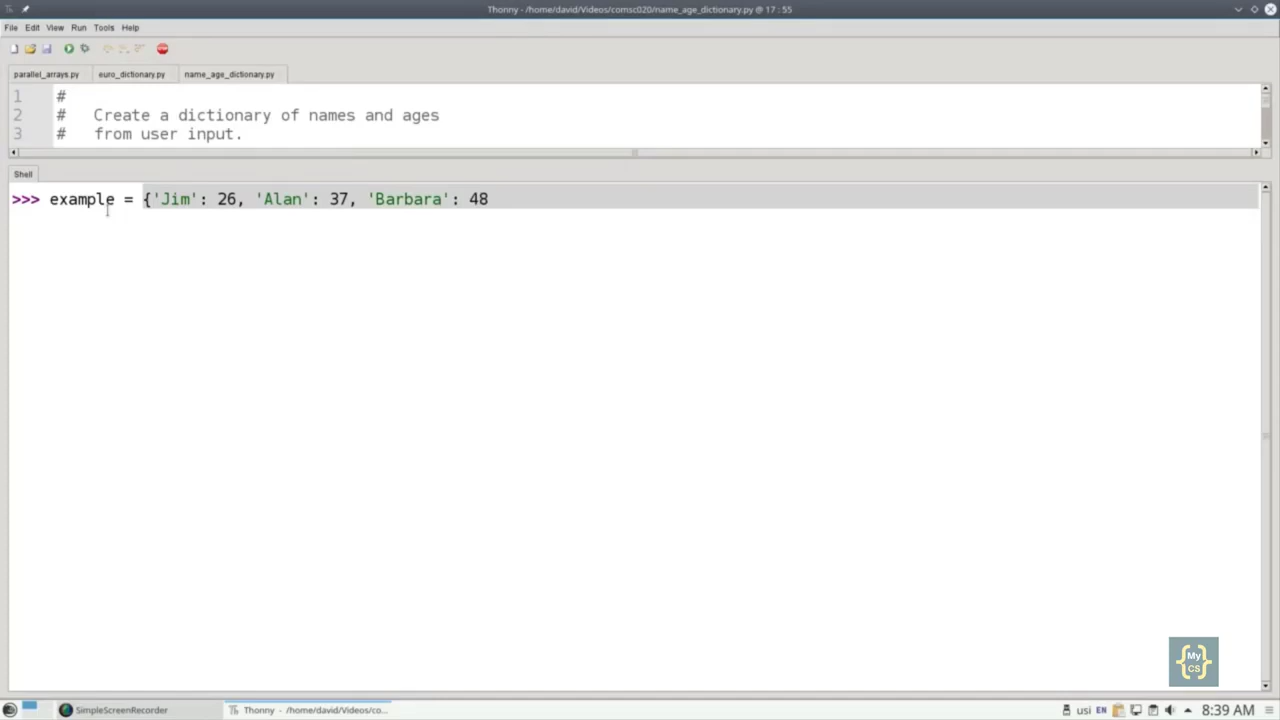 Thonny - /home/david/Videos/comsc020/name_age_dictionary.py @ 17 : 55
File Edit View Run Tools Help
parallel_arrays.py euro_dictionary.py name_age_dictionary.py
1 #
2 # Create a dictionary of names and ages
3 # from user input.
Shell
>>> example = {'Jim': 26, 'Alan': 37, 'Barbara': 48
{My CS}
SimpleScreenRecorder Thonny - /home/david/Videos/co... usi EN 8:39 AM